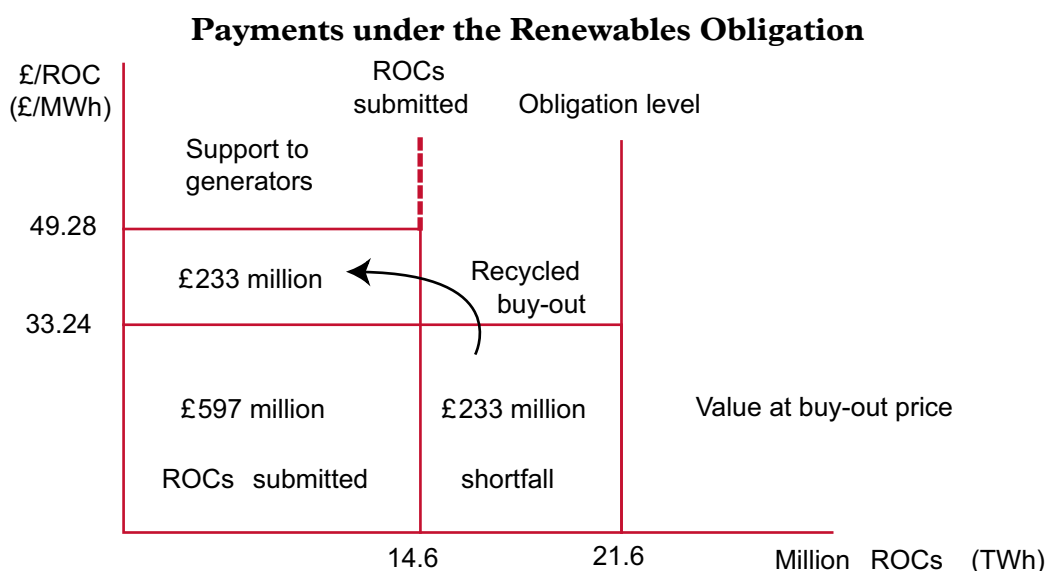 Payments under the Renewables Obligation
£/ROC
(£/MWh)
ROCs
submitted
Obligation level
Support to
generators
49.28
£233 million
Recycled
buy-out
33.24
£597 million
£233 million
Value at buy-out price
ROCs submitted
shortfall
14.6
21.6
Million ROCs (TWh)